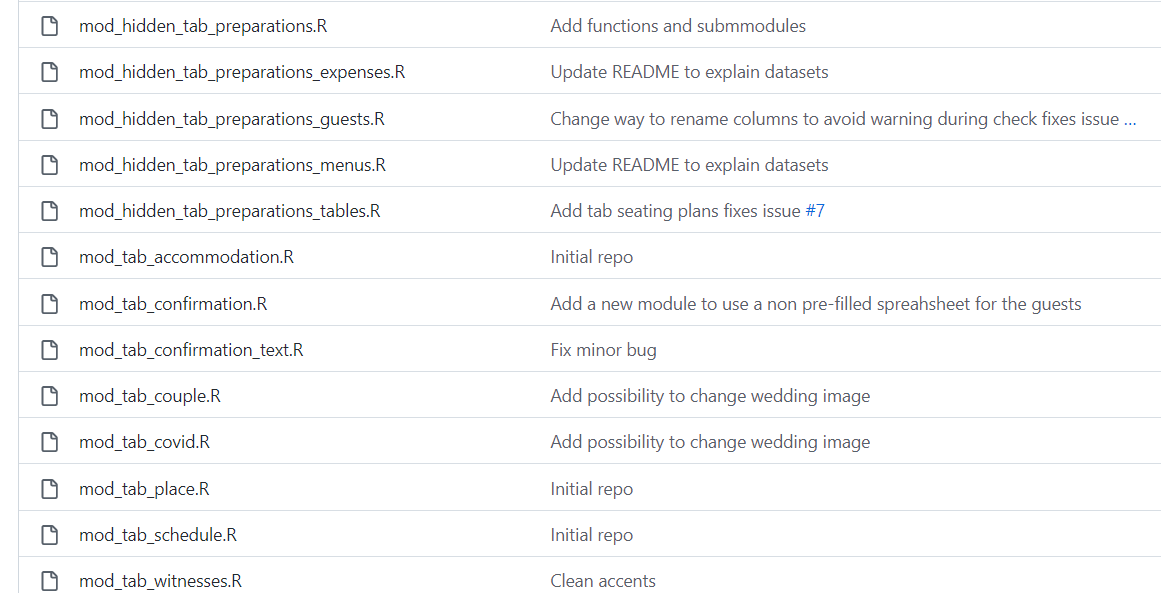 mod_hidden_tab_preparations.R Add functions and submmodules
mod_hidden_tab_preparations_expenses.R Update README to explain datasets
mod_hidden_tab_preparations_guests.R Change way to rename columns to avoid warning during check fixes issue ...
mod_hidden_tab_preparations_menus.R Update README to explain datasets
mod_hidden_tab_preparations_tables.R Add tab seating plans fixes issue #7
mod_tab_accommodation.R Initial repo
mod_tab_confirmation.R Add a new module to use a non pre-filled spreahsheet for the guests
mod_tab_confirmation_text.R Fix minor bug
mod_tab_couple.R Add possibility to change wedding image
mod_tab_covid.R Add possibility to change wedding image
mod_tab_place.R Initial repo
mod_tab_schedule.R Initial repo
mod_tab_witnesses.R Clean accents